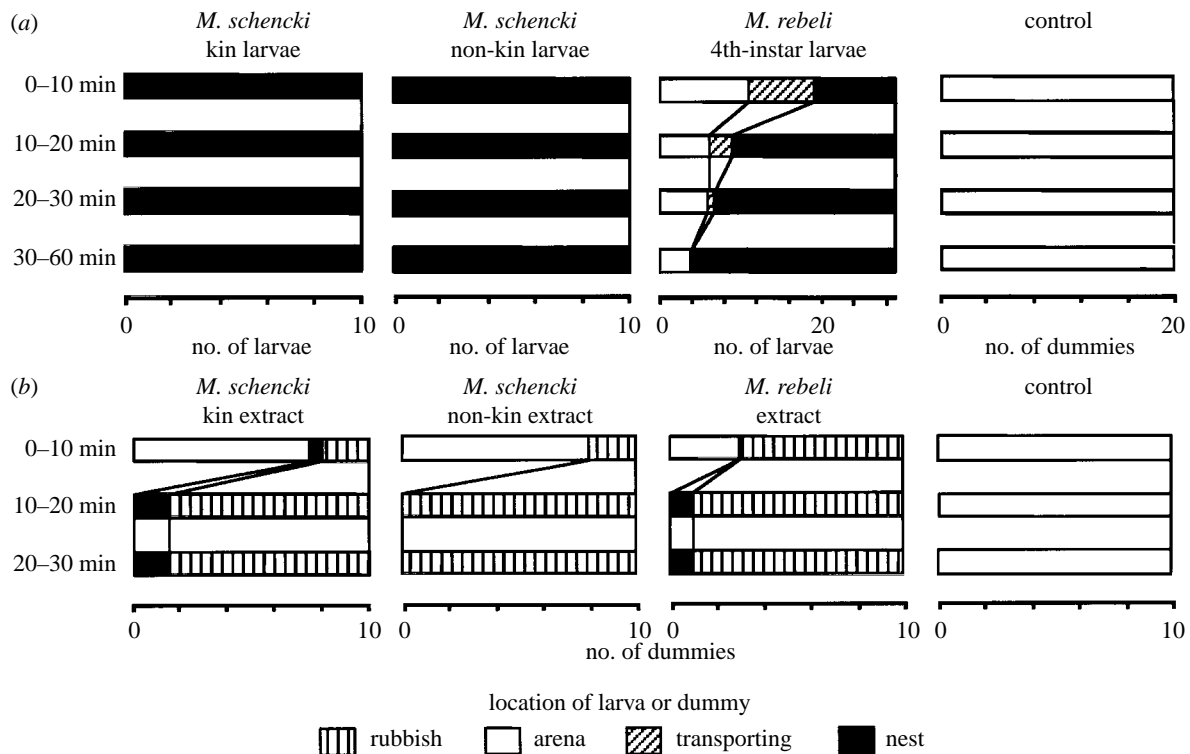 (a)
M. schencki
kin larvae
M. schencki
non-kin larvae
M. rebeli
4th-instar larvae
control
0–10 min
10–20 min
20–30 min
30–60 min
0 10
no. of larvae
0 10
no. of larvae
0 20
no. of larvae
0 20
no. of dummies
(b)
M. schencki
kin extract
M. schencki
non-kin extract
M. rebeli
extract
control
0–10 min
10–20 min
20–30 min
0 10
0 10
0 10
0 20
no. of dummies
location of larva or dummy
rubbish arena transporting nest